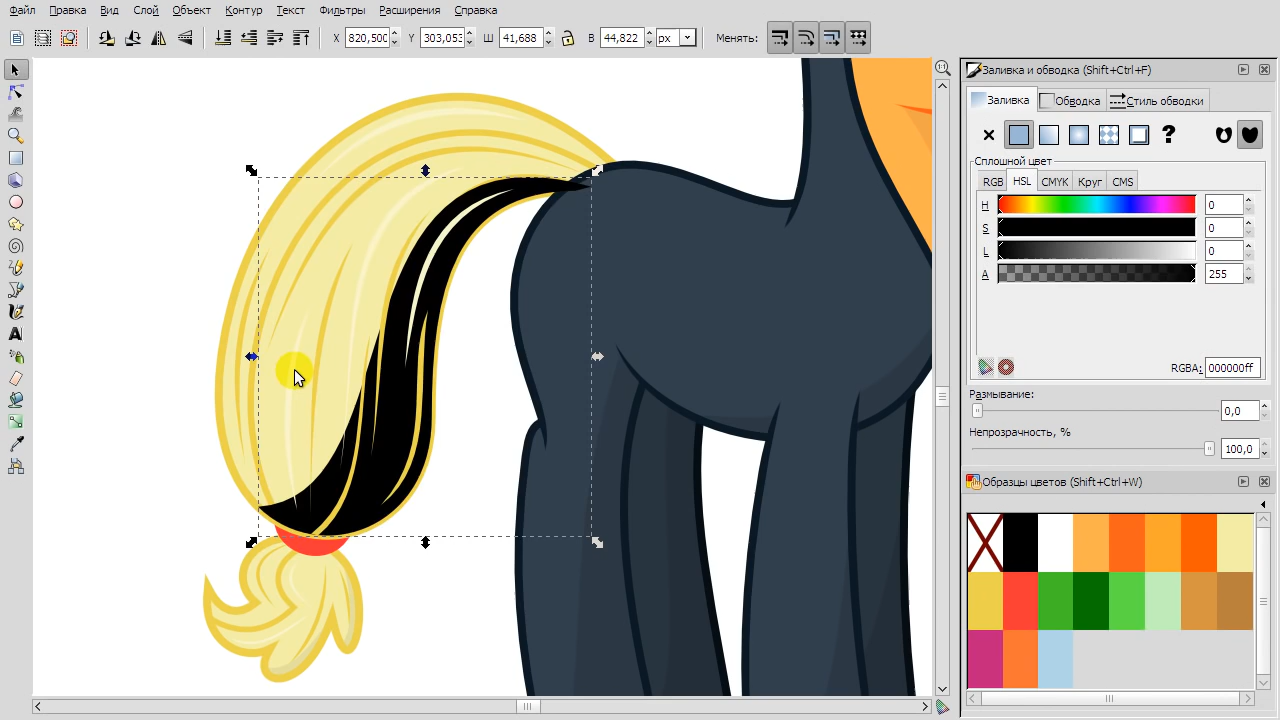 Файл Правка Вид Слой Объект Контур Текст Фильтры Расширения Справка
X 820,500 Y 303,053 Ш 41,688 В 44,822 px Менять:
1:1
Заливка и обводка (Shift+Ctrl+F)
Заливка Обводка Стиль обводки
?
Сплошной цвет
RGB HSL CMYK Круг CMS
H 0
S 0
L 0
A 255
RGBA: 000000ff
Размывание:
0,0
Непрозрачность, %
100,0
Образцы цветов (Shift+Ctrl+W)
A